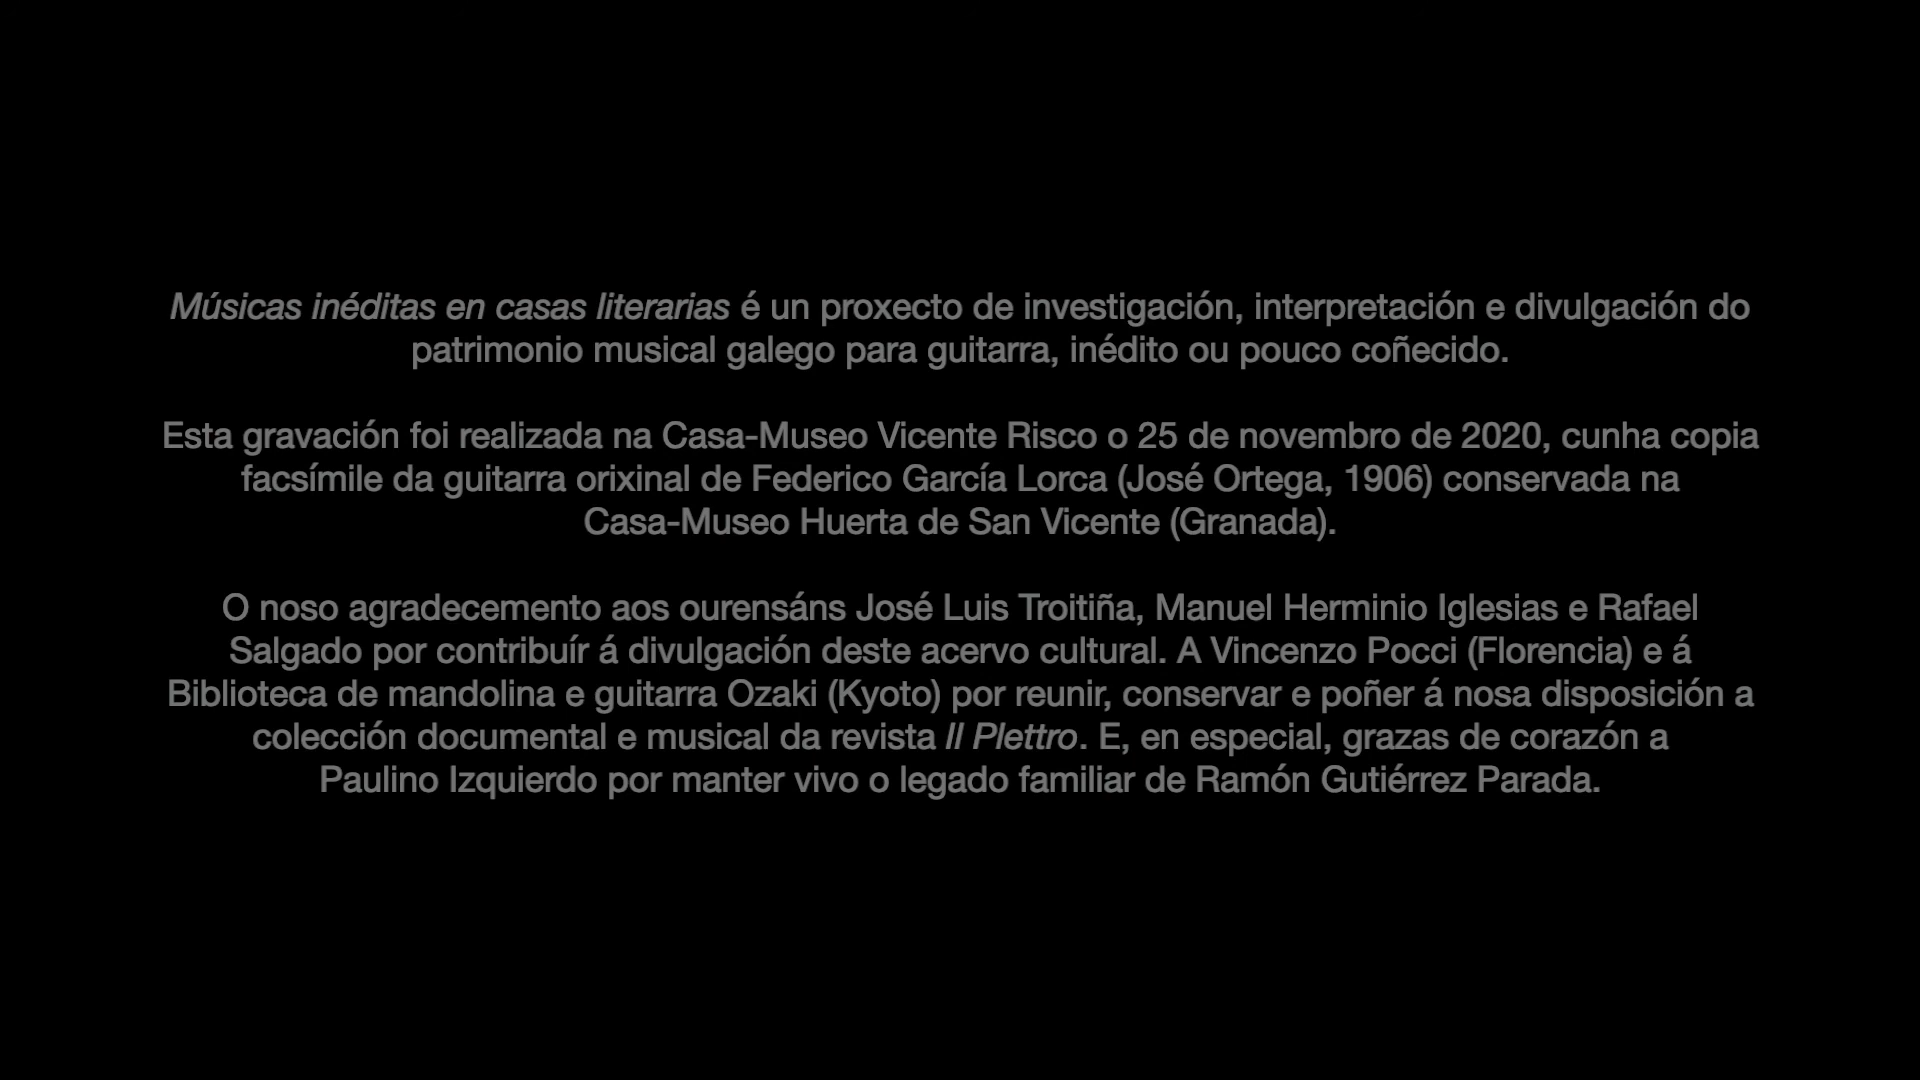 Músicas inéditas en casas literarias é un proxecto de investigación, interpretación e divulgación do
patrimonio musical galego para guitarra, inédito ou pouco coñecido.
Esta gravación foi realizada na Casa-Museo Vicente Risco o 25 de novembro de 2020, cunha copia
facsímile da guitarra orixinal de Federico García Lorca (José Ortega, 1906) conservada na
Casa-Museo Huerta de San Vicente (Granada).
O noso agradecemento aos ourensáns José Luis Troitiña, Manuel Herminio Iglesias e Rafael
Salgado por contribuír á divulgación deste acervo cultural. A Vincenzo Pocci (Florencia) e á
Biblioteca de mandolina e guitarra Ozaki (Kyoto) por reunir, conservar e poñer á nosa disposición a
colección documental e musical da revista Il Plettro. E, en especial, grazas de corazón a
Paulino Izquierdo por manter vivo o legado familiar de Ramón Gutiérrez Parada.